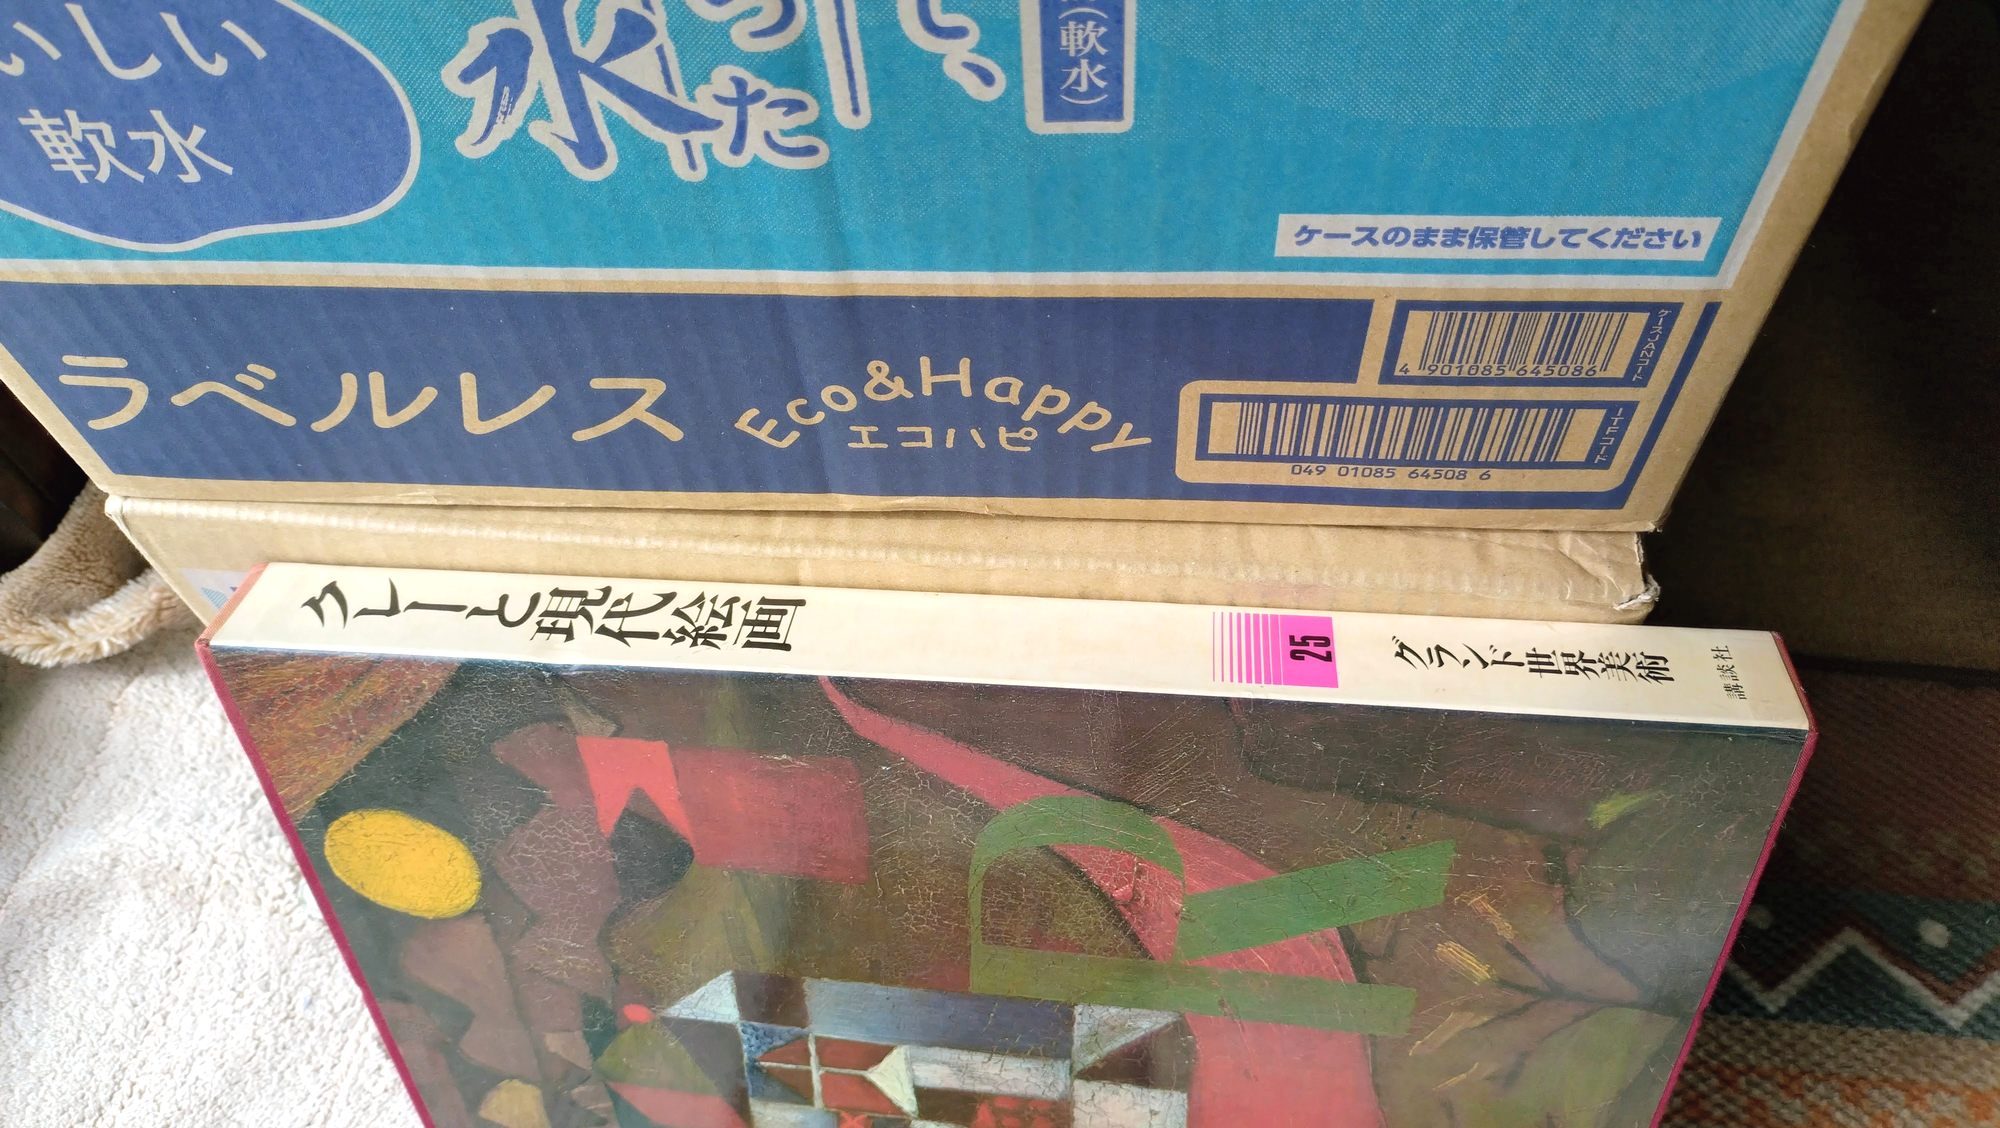 いしい
軟水
水
った
し、
（軟水）
ケースのまま保管してください
ラベルレス
Eco&Happy
エコハピ
4 901085 645086
ケースJANコード
049 01085 64508 6
ITFコード
クレーと現代絵画
25
グランド世界美術
講談社
R